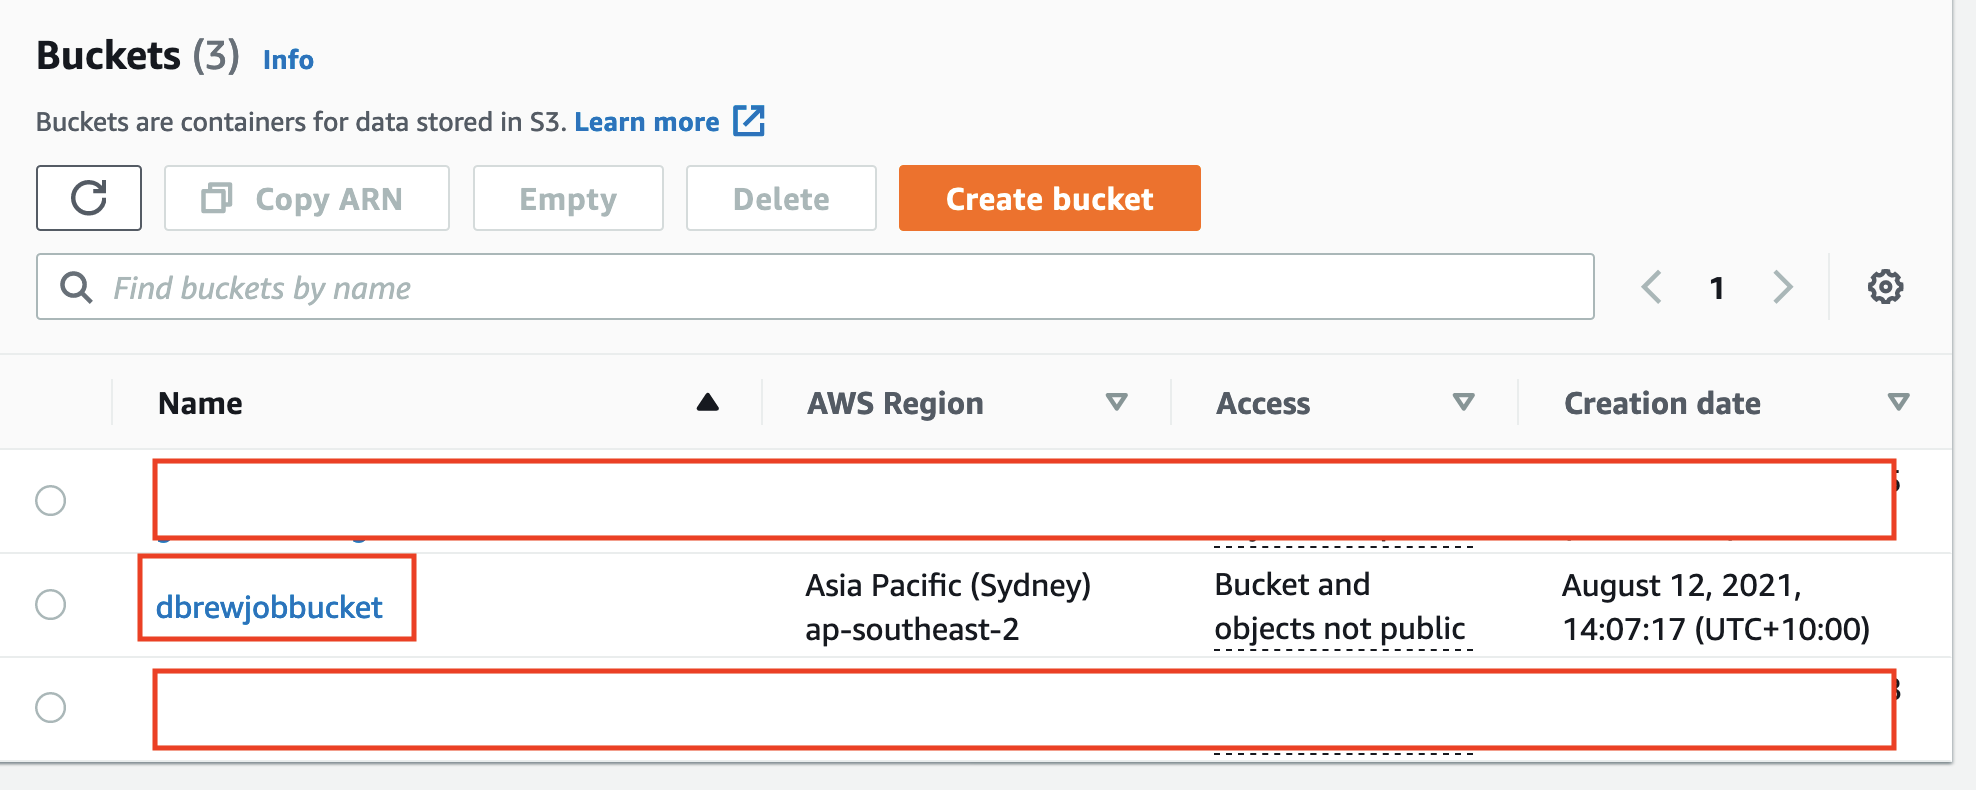 Buckets (3) Info
Buckets are containers for data stored in S3. Learn more
Copy ARN Empty Delete Create bucket
Find buckets by name 1
Name AWS Region Access Creation date
dbrewjobbucket Asia Pacific (Sydney) Bucket and August 12, 2021,
ap-southeast-2 objects not public 14:07:17 (UTC+10:00)